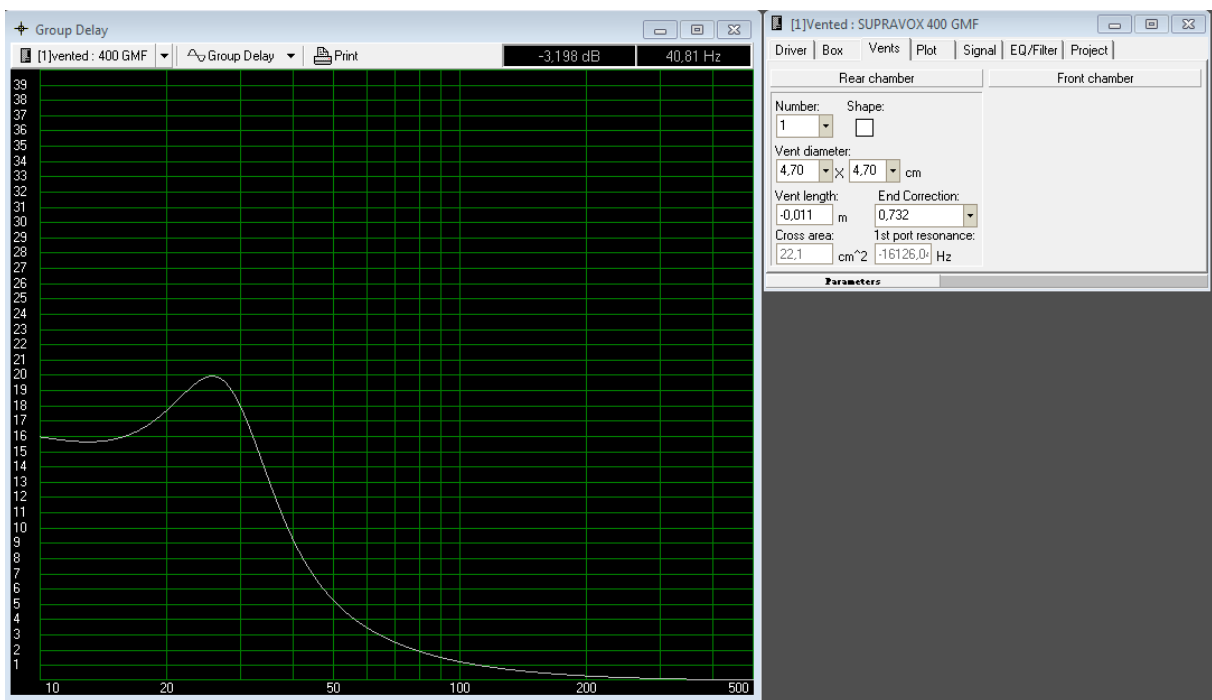 Group Delay
[1]vented : 400 GMF Group Delay Print -3,198 dB 40,81 Hz
39
38
37
36
35
34
33
32
31
30
29
28
27
26
25
24
23
22
21
20
19
18
17
16
15
14
13
12
11
10
9
8
7
6
5
4
3
2
1
10 20 50 100 200 500
[1]Vented : SUPRAVOX 400 GMF
Driver Box Vents Plot Signal EQ/Filter Project
Rear chamber Front chamber
Number: Shape:
1
Vent diameter:
4,70 X 4,70 cm
Vent length: End Correction:
-0,011 m 0,732
Cross area: 1st port resonance:
22,1 cm^2 -16126,04 Hz
Parameters